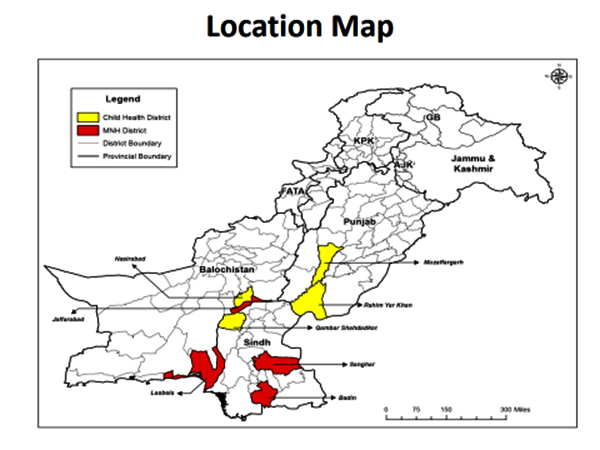 Location Map
Legend
Child Health District
MNH District
District Boundary
Provincial Boundary
N
GB
KPK
AJK
Jammu &
Kashmir
FATA
Punjab
Nasirabad
Mozaffargarh
Balochistan
Jaffarabad
Rahim Yar Khan
Qambar Shahdadkot
Sindh
Sanghar
Lasbela
Badin
0 75 150 300 Miles